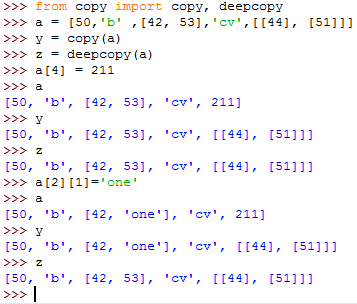 >>> from copy import copy, deepcopy
>>> a = [50,'b' ,[42, 53],'cv',[[44], [51]]]
>>> y = copy(a)
>>> z = deepcopy(a)
>>> a[4] = 211
>>> a
[50, 'b', [42, 53], 'cv', 211]
>>> y
[50, 'b', [42, 53], 'cv', [[44], [51]]]
>>> z
[50, 'b', [42, 53], 'cv', [[44], [51]]]
>>> a[2][1]='one'
>>> a
[50, 'b', [42, 'one'], 'cv', 211]
>>> y
[50, 'b', [42, 'one'], 'cv', [[44], [51]]]
>>> z
[50, 'b', [42, 53], 'cv', [[44], [51]]]
>>>